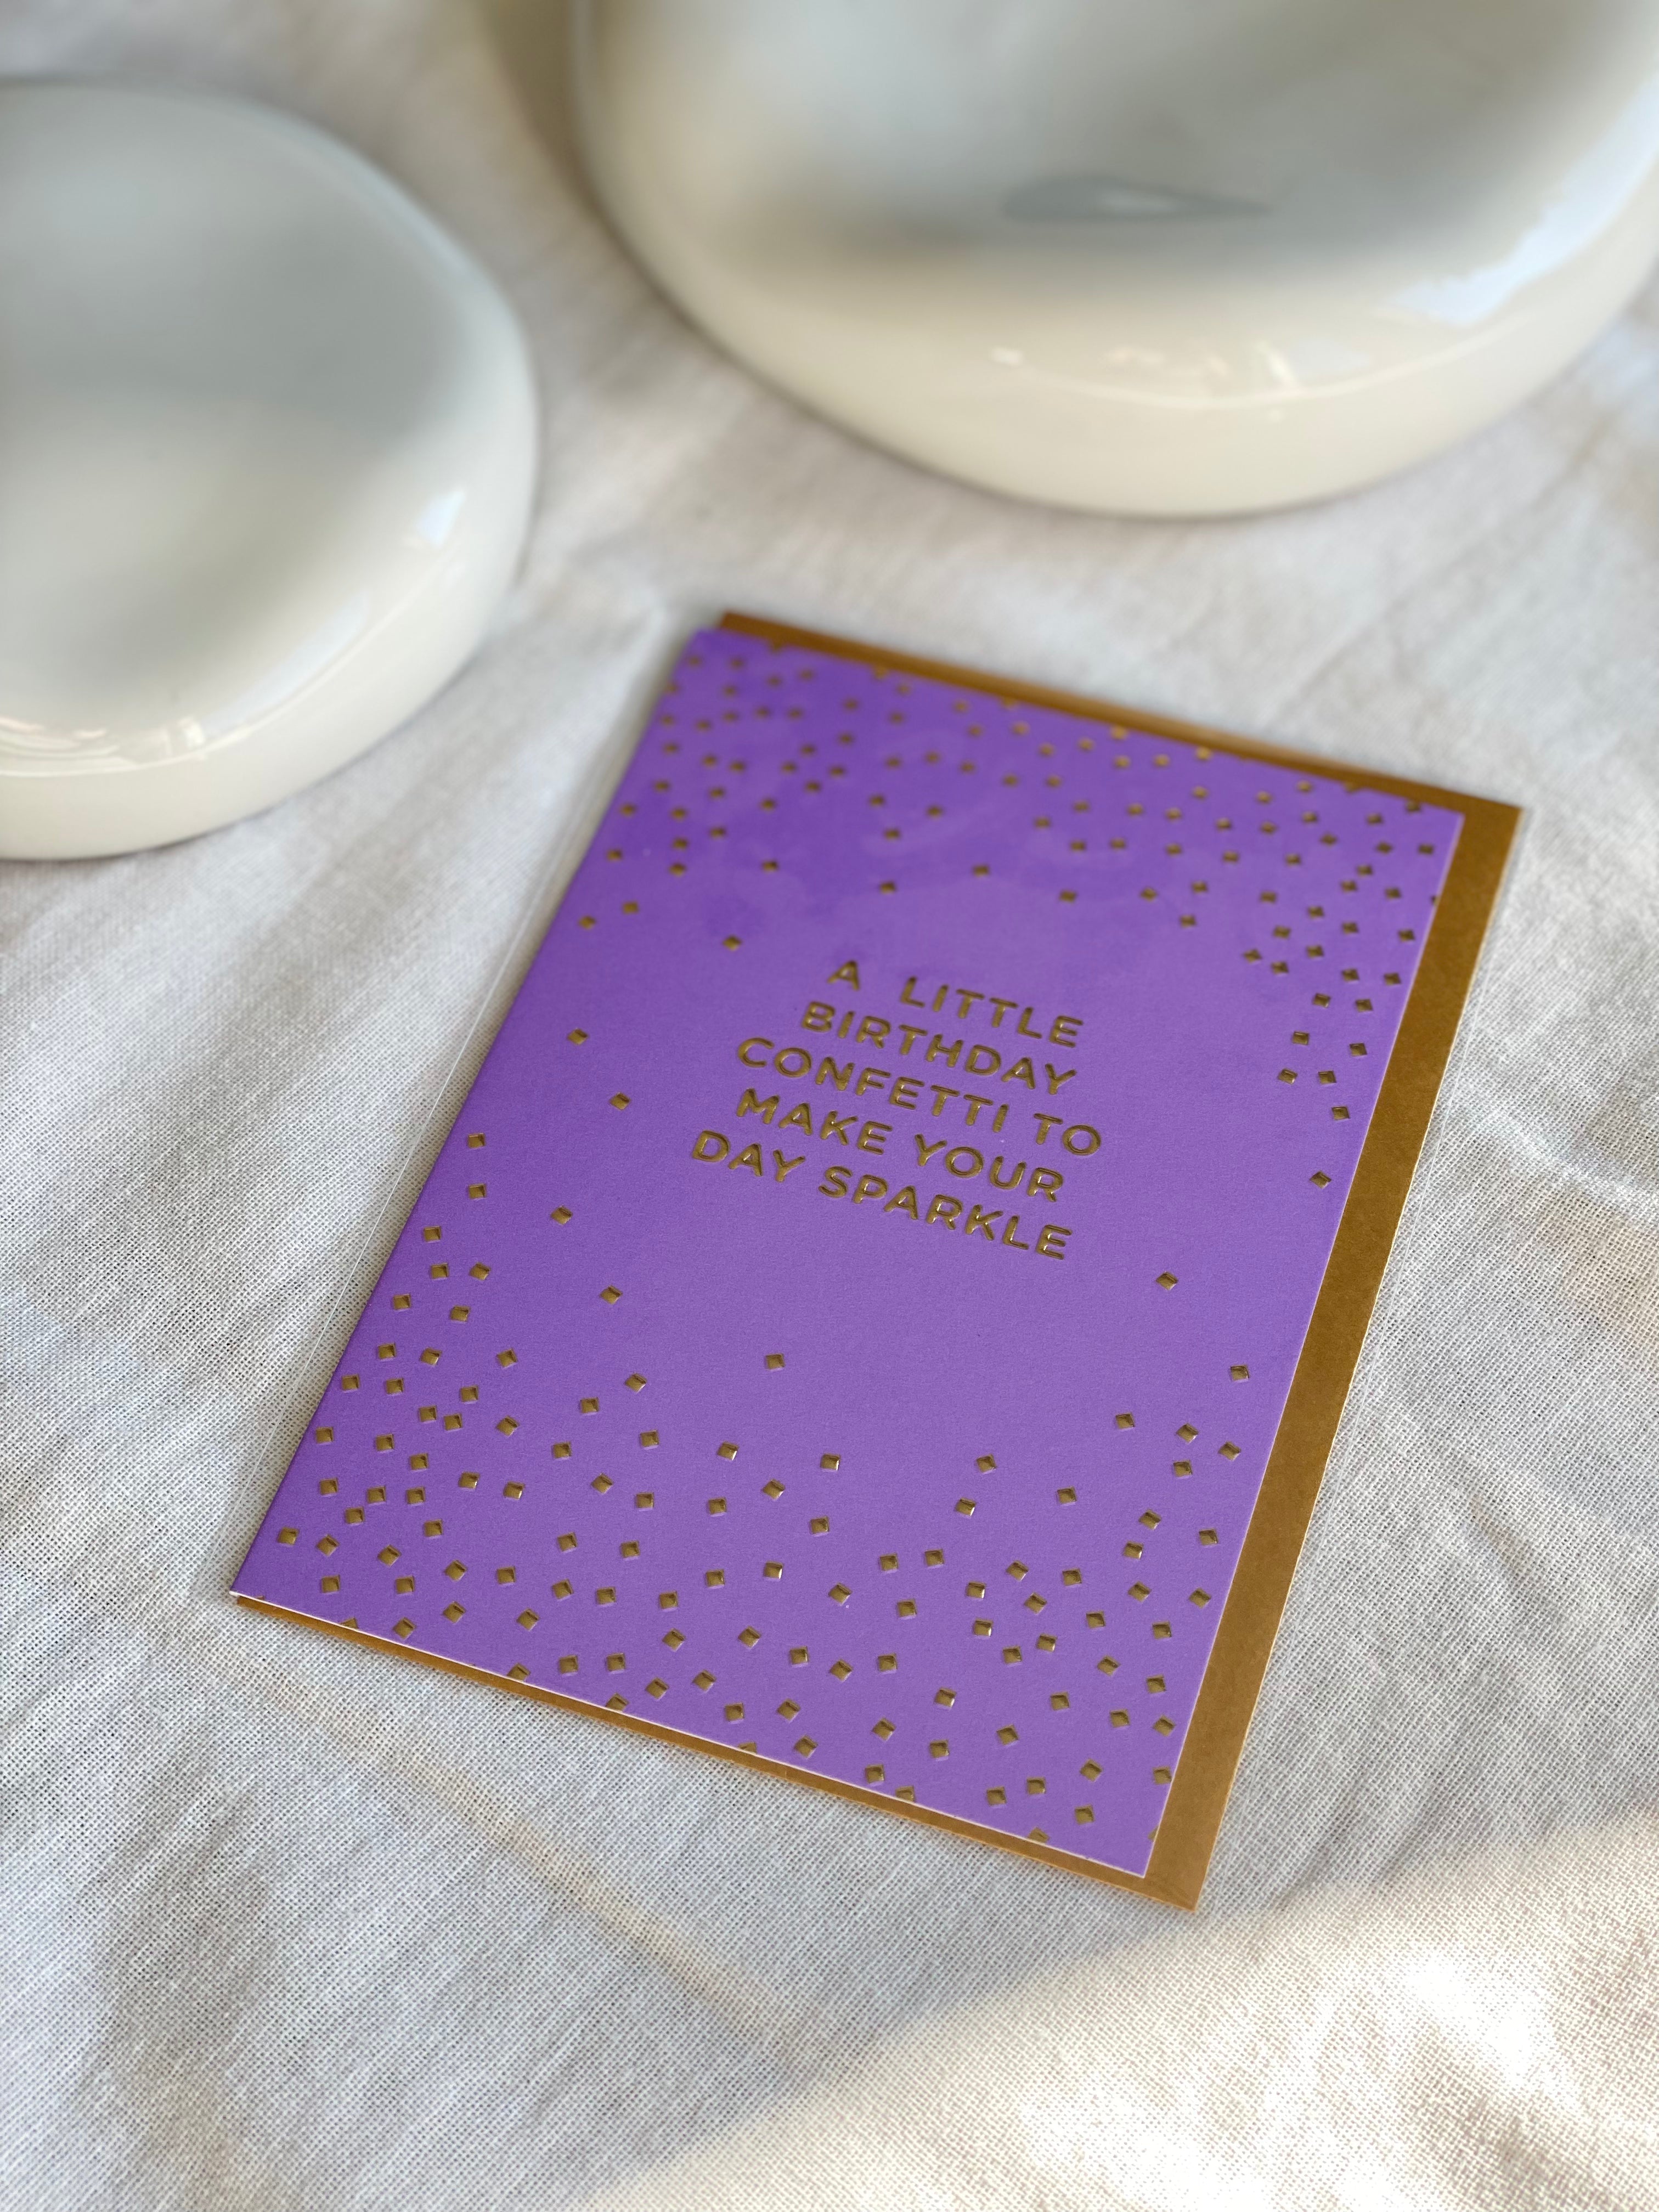 A LITTLE
BIRTHDAY
CONFETTI TO
MAKE YOUR
DAY SPARKLE